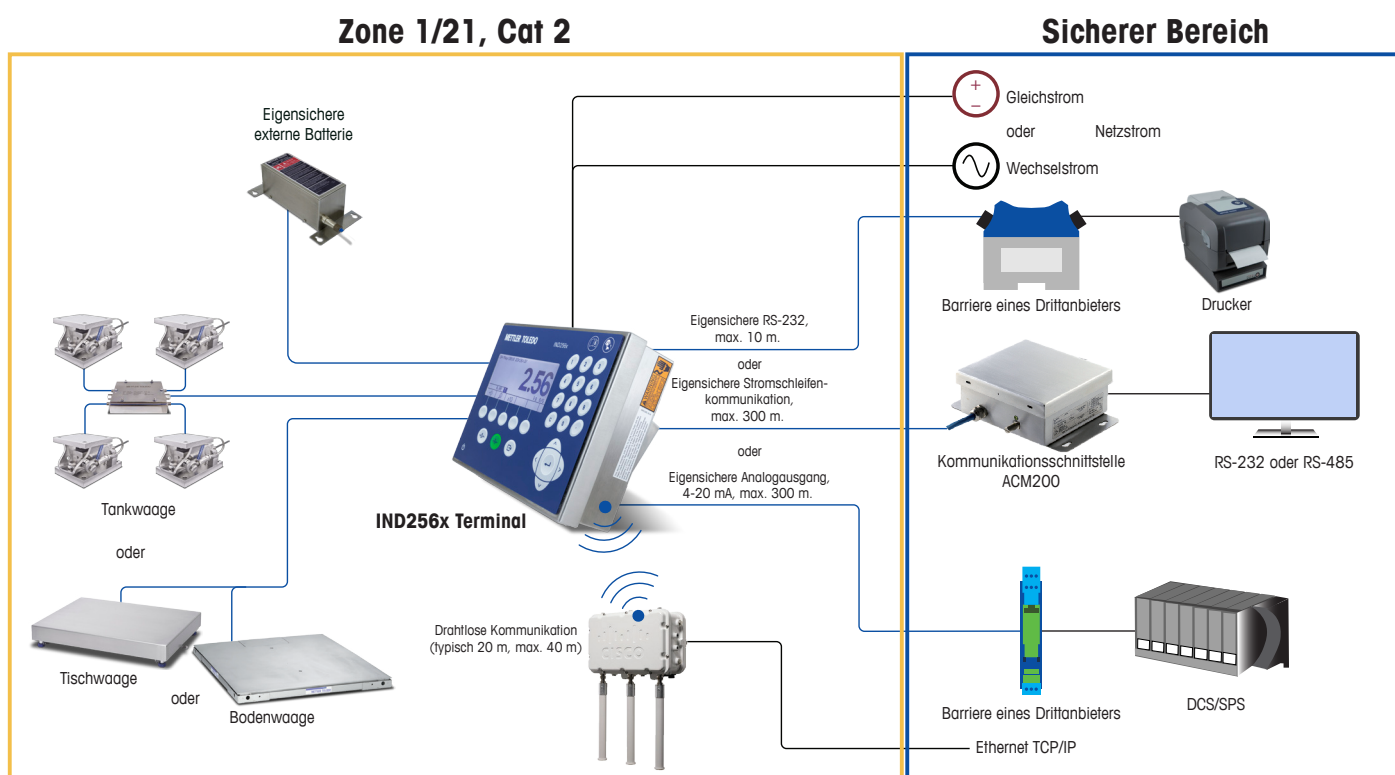 Zone 1/21, Cat 2
Sicherer Bereich
Eigensichere
externe Batterie
Gleichstrom
oder
Netzstrom
Wechselstrom
Barriere eines Drittanbieters
Drucker
Eigensichere RS-232,
max. 10 m.
oder
Eigensichere Stromschleifen-
kommunikation,
max. 300 m.
oder
Eigensichere Analogausgang,
4-20 mA, max. 300 m.
METTLER TOLEDO
IND256x
2.56
IND256x Terminal
Kommunikationsschnittstelle
ACM200
RS-232 oder RS-485
Tankwaage
oder
Tischwaage
oder
Bodenwaage
Drahtlose Kommunikation
(typisch 20 m, max. 40 m)
CISCO
Barriere eines Drittanbieters
DCS/SPS
Ethernet TCP/IP